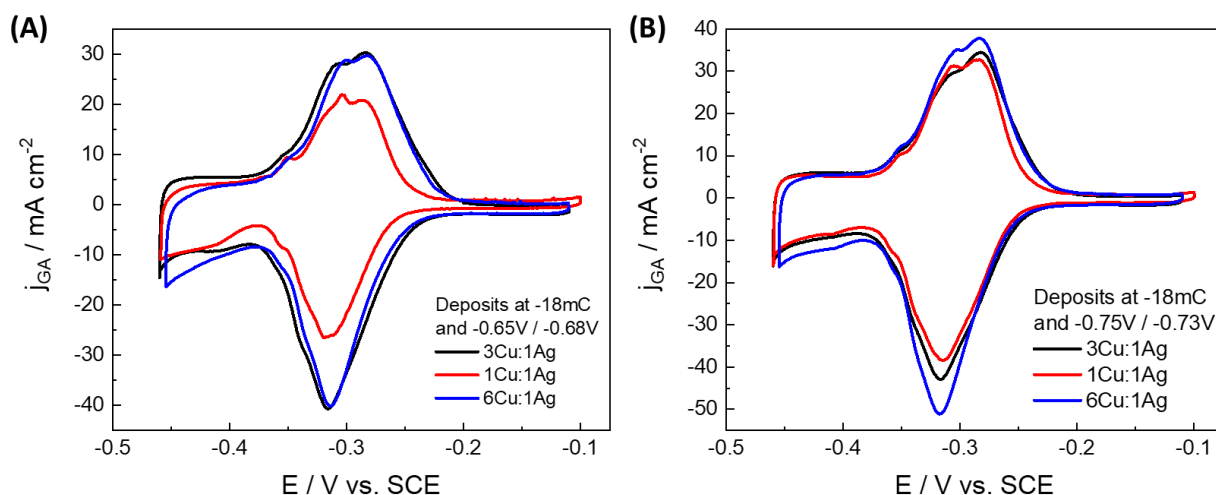 (A)
30
20
10
0
-10
-20
-30
-40
-0.5
-0.4
-0.3
-0.2
-0.1
j_GA / mA cm⁻²
E / V vs. SCE
Deposits at -18mC
and -0.65V / -0.68V
3Cu:1Ag
1Cu:1Ag
6Cu:1Ag
(B)
40
30
20
10
0
-10
-20
-30
-40
-50
-0.5
-0.4
-0.3
-0.2
-0.1
j_GA / mA cm⁻²
E / V vs. SCE
Deposits at -18mC
and -0.75V / -0.73V
3Cu:1Ag
1Cu:1Ag
6Cu:1Ag